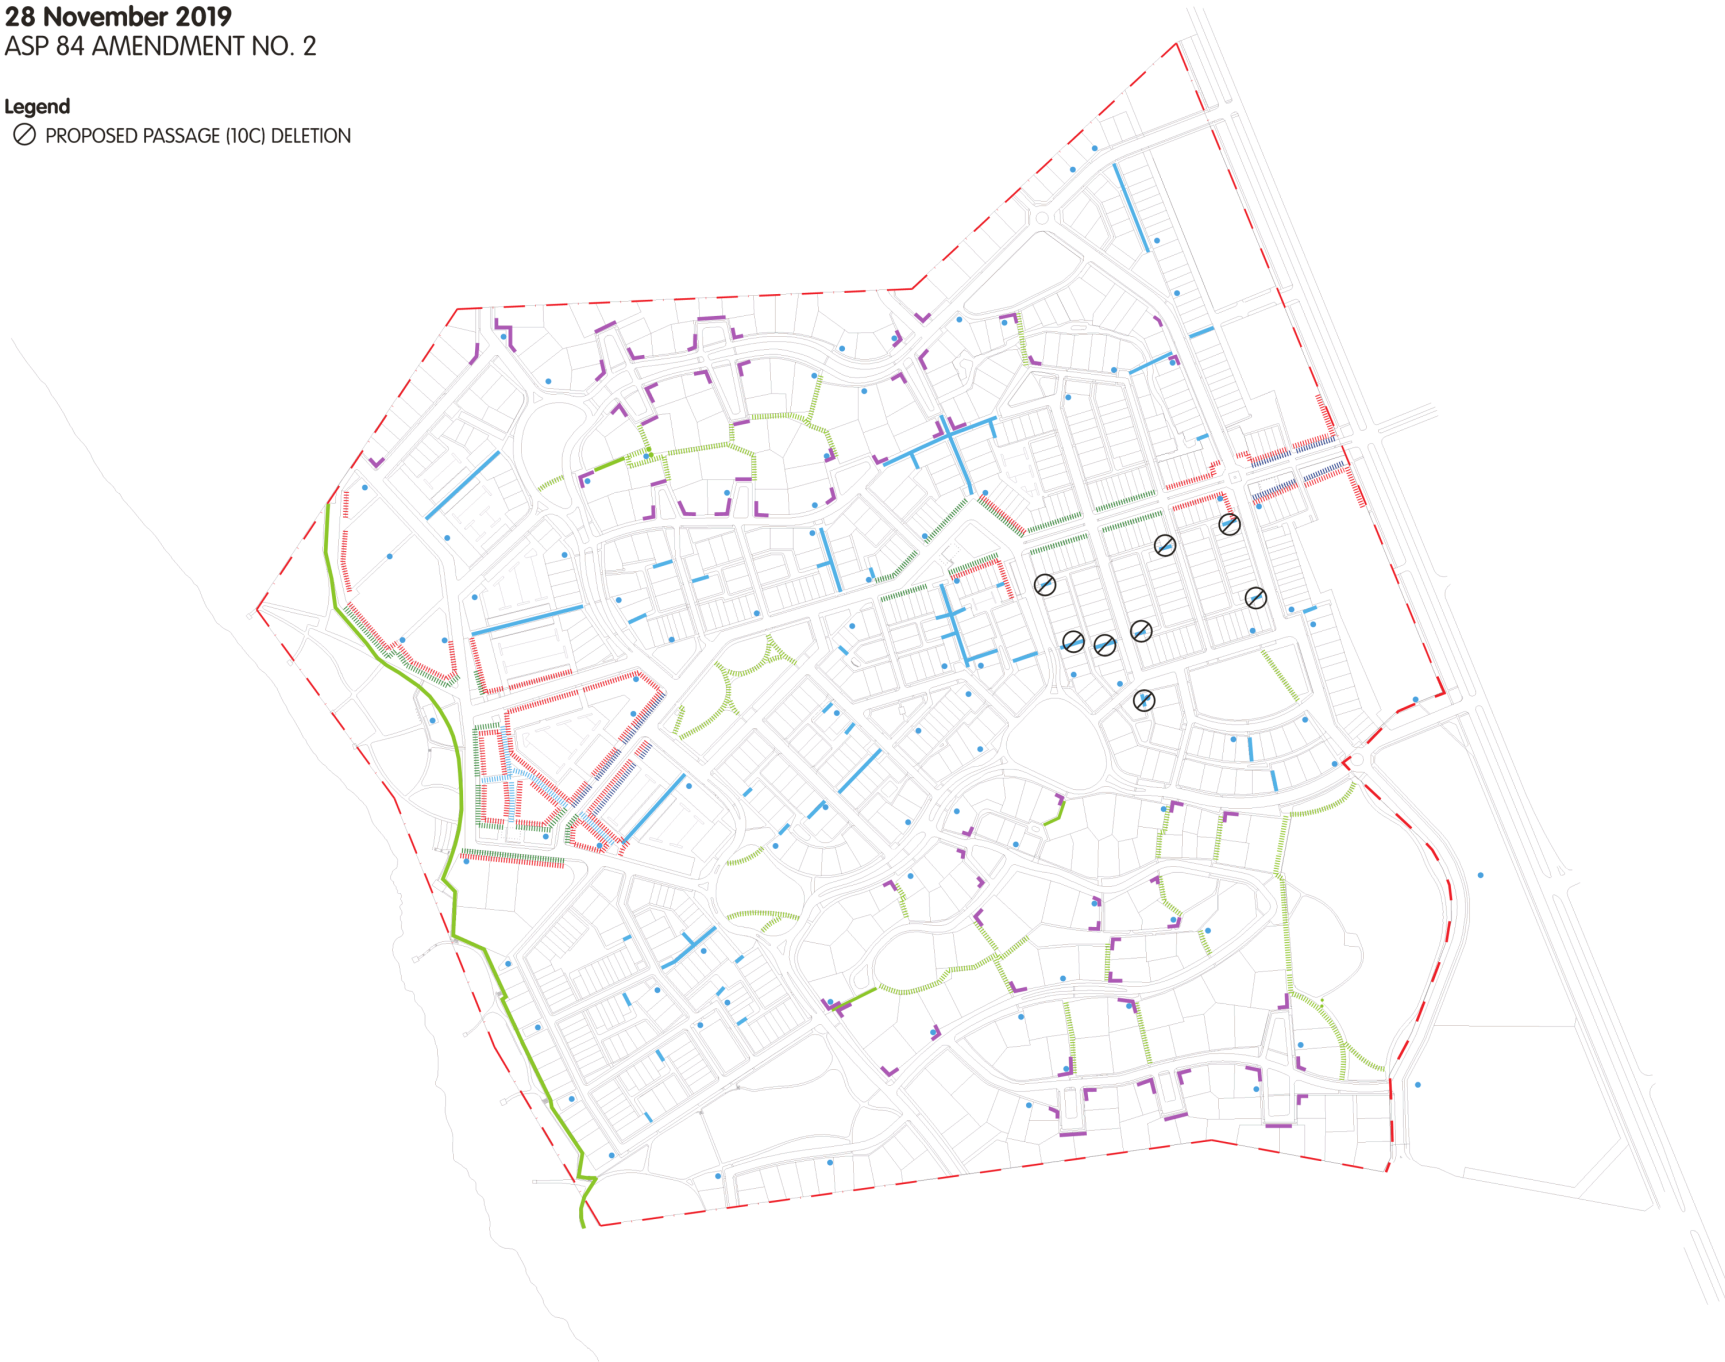 28 November 2019
ASP 84 AMENDMENT NO. 2
Legend
PROPOSED PASSAGE (10C) DELETION